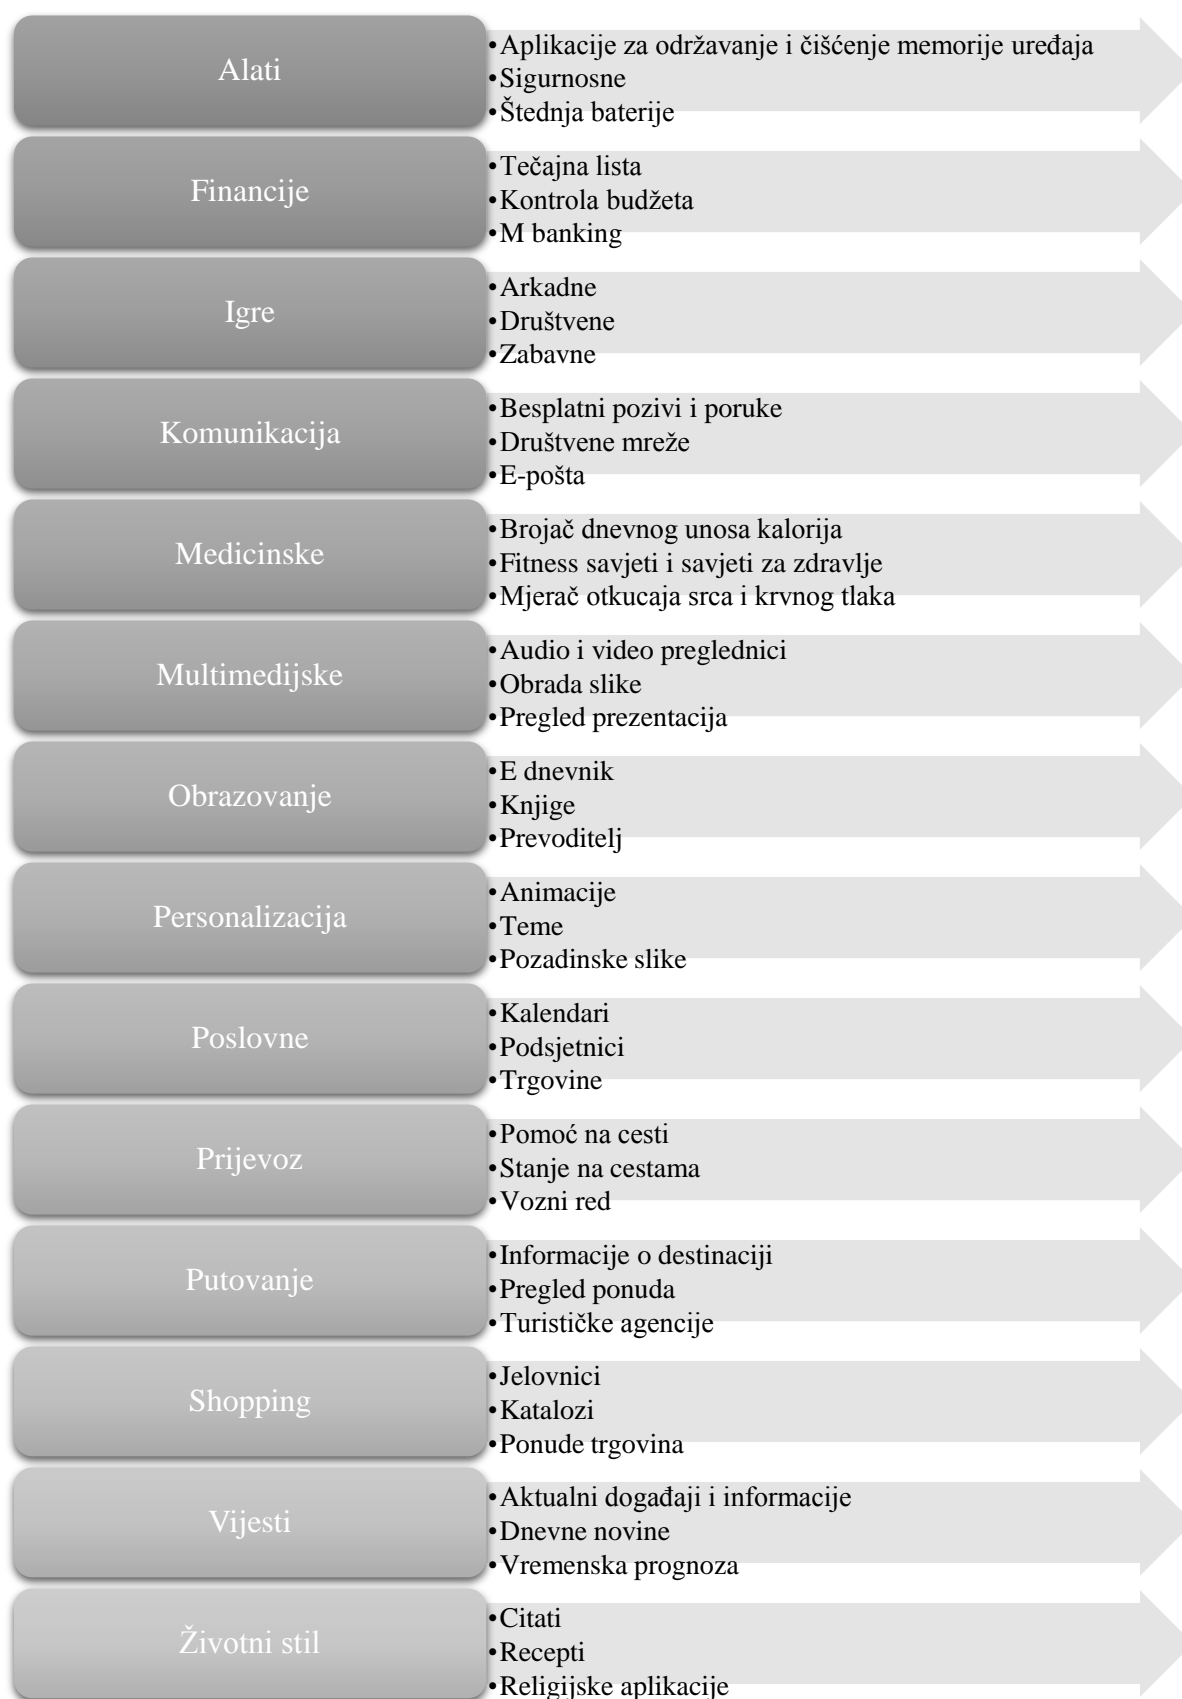 Alati
•Aplikacije za održavanje i čišćenje memorije uređaja
•Sigurnosne
•Štednja baterije
Financije
•Tečajna lista
•Kontrola budžeta
•M banking
Igre
•Arkadne
•Društvene
•Zabavne
Komunikacija
•Besplatni pozivi i poruke
•Društvene mreže
•E-pošta
Medicinske
•Brojač dnevnog unosa kalorija
•Fitness savjeti i savjeti za zdravlje
•Mjerač otkucaja srca i krvnog tlaka
Multimedijske
•Audio i video preglednici
•Obrada slike
•Pregled prezentacija
Obrazovanje
•E dnevnik
•Knjige
•Prevoditelj
Personalizacija
•Animacije
•Teme
•Pozadinske slike
Poslovne
•Kalendari
•Podsjetnici
•Trgovine
Prijevoz
•Pomoć na cesti
•Stanje na cestama
•Vozni red
Putovanje
•Informacije o destinaciji
•Pregled ponuda
•Turističke agencije
Shopping
•Jelovnici
•Katalozi
•Ponude trgovina
Vijesti
•Aktualni događaji i informacije
•Dnevne novine
•Vremenska prognoza
Životni stil
•Citati
•Recepti
•Religijske aplikacije